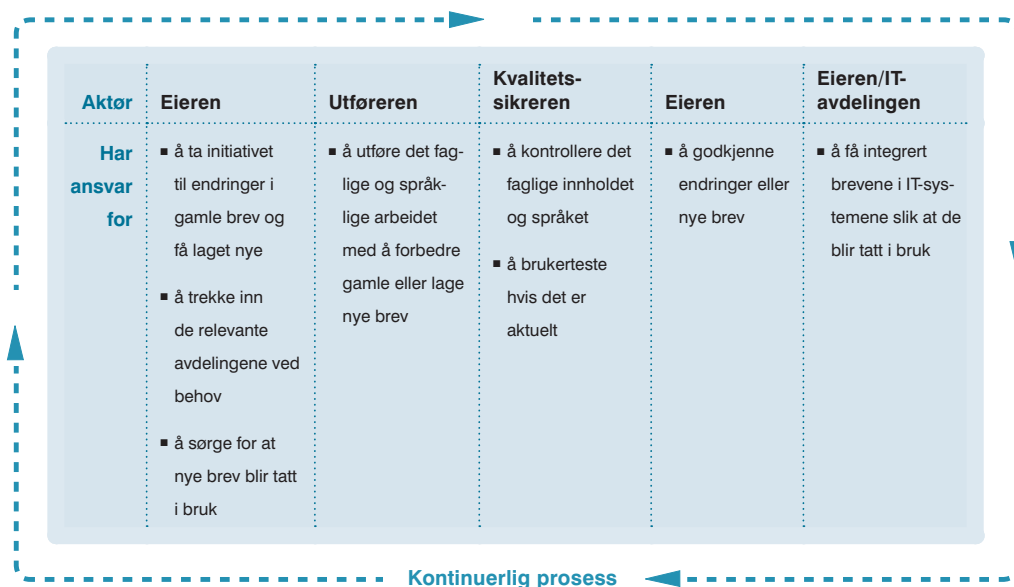 Aktør
Eieren
Utføreren
Kvalitets-
sikreren
Eieren
Eieren/IT-
avdelingen
Har
ansvar
for
▪ å ta initiativet
til endringer i
gamle brev og
få laget nye
▪ å trekke inn
de relevante
avdelingene ved
behov
▪ å sørge for at
nye brev blir tatt
i bruk
▪ å utføre det fag-
lige og språk-
lige arbeidet
med å forbedre
gamle eller lage
nye brev
▪ å kontrollere det
faglige innholdet
og språket
▪ å brukerteste
hvis det er
aktuelt
▪ å godkjenne
endringer eller
nye brev
▪ å få integrert
brevene i IT-sys-
temene slik at de
blir tatt i bruk
Kontinuerlig prosess